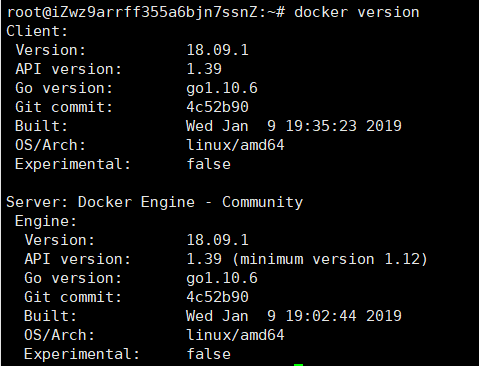 root@iZwz9arrff355a6bjn7ssnZ:~# docker version
Client:
 Version:           18.09.1
 API version:       1.39
 Go version:        go1.10.6
 Git commit:        4c52b90
 Built:             Wed Jan  9 19:35:23 2019
 OS/Arch:           linux/amd64
 Experimental:      false

Server: Docker Engine - Community
 Engine:
  Version:          18.09.1
  API version:      1.39 (minimum version 1.12)
  Go version:       go1.10.6
  Git commit:       4c52b90
  Built:            Wed Jan  9 19:02:44 2019
  OS/Arch:          linux/amd64
  Experimental:     false